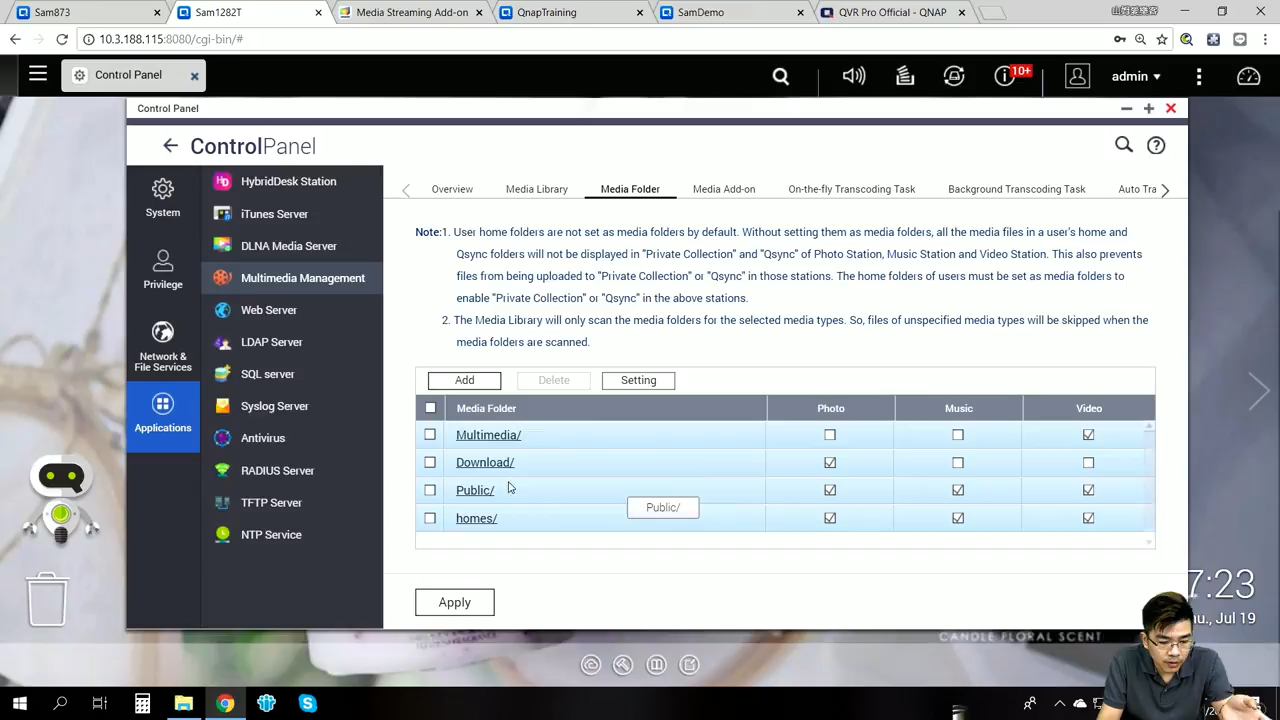 Sam873
Sam1282T
Media Streaming Add-on
QnapTraining
SamDemo
QVR Pro Official - QNAP
10.3.188.115:8080/cgi-bin/#
Control Panel
10+
admin
Control Panel
ControlPanel
System
Privilege
Network &
File Services
Applications
HybridDesk Station
iTunes Server
DLNA Media Server
Multimedia Management
Web Server
LDAP Server
SQL server
Syslog Server
Antivirus
RADIUS Server
TFTP Server
NTP Service
Overview
Media Library
Media Folder
Media Add-on
On-the-fly Transcoding Task
Background Transcoding Task
Auto Tra
Note:1. User home folders are not set as media folders by default. Without setting them as media folders, all the media files in a user's home and
Qsync folders will not be displayed in "Private Collection" and "Qsync" of Photo Station, Music Station and Video Station. This also prevents
files from being uploaded to "Private Collection" or "Qsync" in those stations. The home folders of users must be set as media folders to
enable "Private Collection" or "Qsync" in the above stations.
2. The Media Library will only scan the media folders for the selected media types. So, files of unspecified media types will be skipped when the
media folders are scanned.
Add
Delete
Setting
Media Folder
Photo
Music
Video
Multimedia/
Download/
Public/
homes/
Public/
Apply
7:23
u., Jul 19
CANDLE FLORAL SCENT